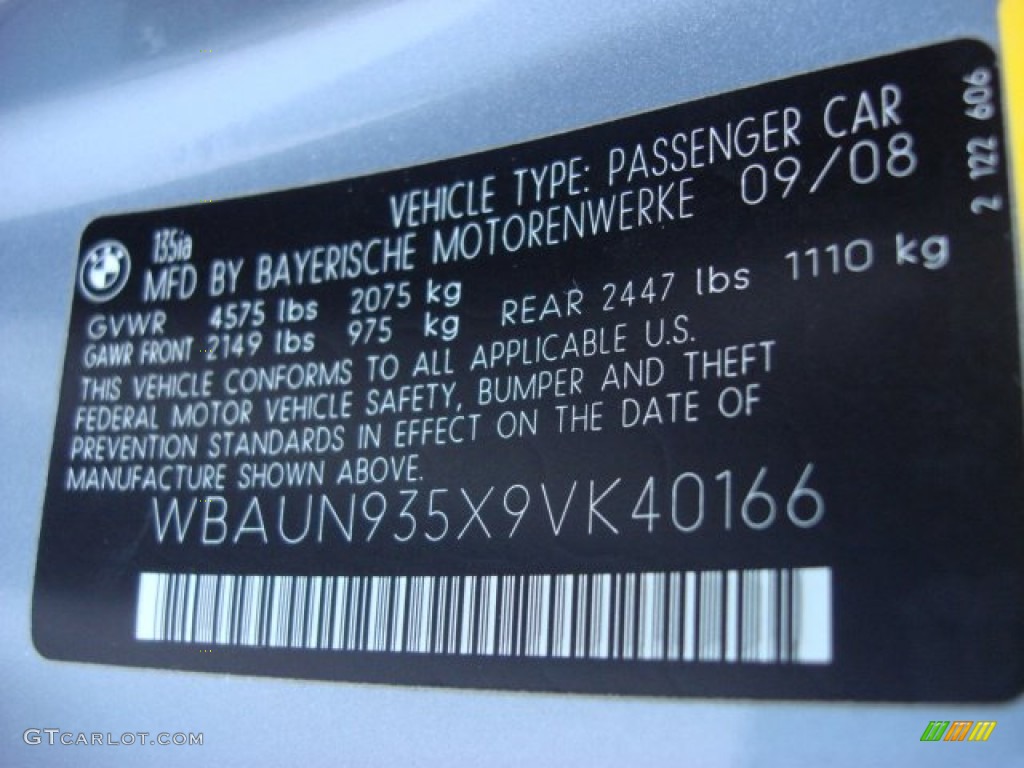 135ia
VEHICLE TYPE: PASSENGER CAR
MFD BY BAYERISCHE MOTORENWERKE 09/08
GVWR 4575 lbs 2075 kg
GAWR FRONT 2149 lbs 975 kg REAR 2447 lbs 1110 kg
THIS VEHICLE CONFORMS TO ALL APPLICABLE U.S.
FEDERAL MOTOR VEHICLE SAFETY, BUMPER AND THEFT
PREVENTION STANDARDS IN EFFECT ON THE DATE OF
MANUFACTURE SHOWN ABOVE.
WBAUN935X9VK40166
2 122 606
GTCARLOT.COM